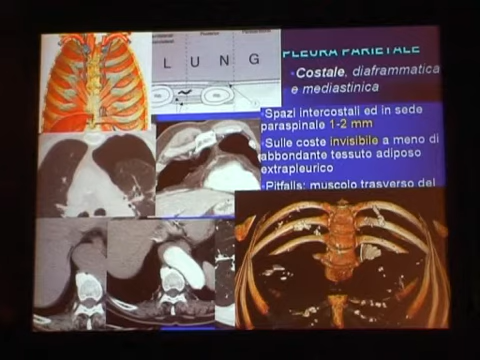 LUNG
PLEURA PARIETALE
Costale, diaframmatica
e mediastinica
Spazi intercostali ed in sede
paraspinale 1-2 mm
Sulle coste invisibile a meno di
abbondante tessuto adiposo
extrapleurico
Pitfalls: muscolo trasverso del